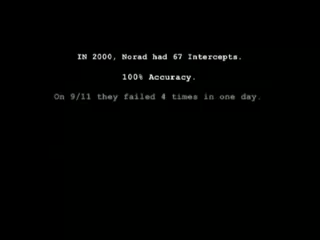 IN 2000, Norad had 67 Intercepts.
100% Accuracy.
On 9/11 they failed 4 times in one day.